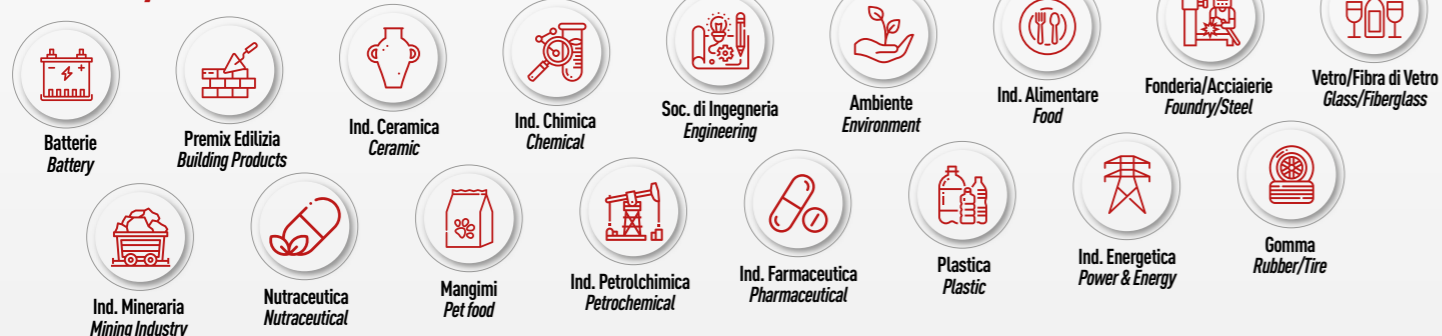 Batterie
Battery
Premix Edilizia
Building Products
Ind. Ceramica
Ceramic
Ind. Chimica
Chemical
Soc. di Ingegneria
Engineering
Ambiente
Environment
Ind. Alimentare
Food
Fonderia/Acciaierie
Foundry/Steel
Vetro/Fibra di Vetro
Glass/Fiberglass
Ind. Mineraria
Mining Industry
Nutraceutica
Nutraceutical
Mangimi
Pet food
Ind. Petrolchimica
Petrochemical
Ind. Farmaceutica
Pharmaceutical
Plastica
Plastic
Ind. Energetica
Power & Energy
Gomma
Rubber/Tire